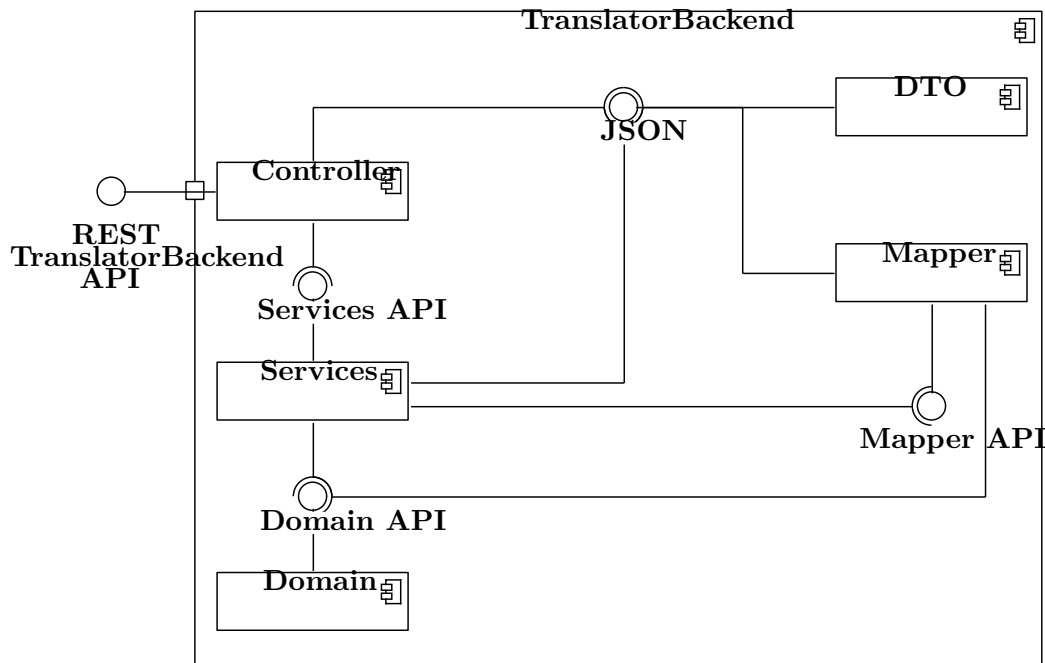 TranslatorBackend
DTO
JSON
Controller
REST
TranslatorBackend
API
Mapper
Services API
Services
Mapper API
Domain API
Domain